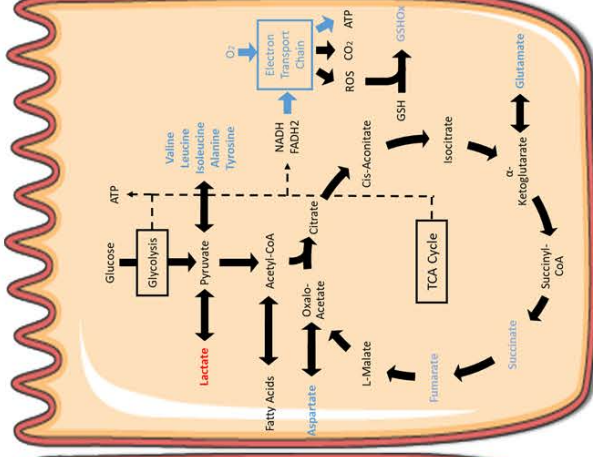 Glucose
ATP
Glycolysis
Lactate
Pyruvate
Valine
Leucine
Isoleucine
Alanine
Tyrosine
Fatty Acids
Acetyl-CoA
NADH
FADH2
O₂
Electron
Transport
Chain
ATP
CO₂
ROS
GSH
GSHOx
Aspartate
Oxalo-
Acetate
Citrate
Cis-Aconitate
Isocitrate
α-
Ketoglutarate
Glutamate
Succinyl-
CoA
Succinate
Fumarate
L-Malate
TCA Cycle